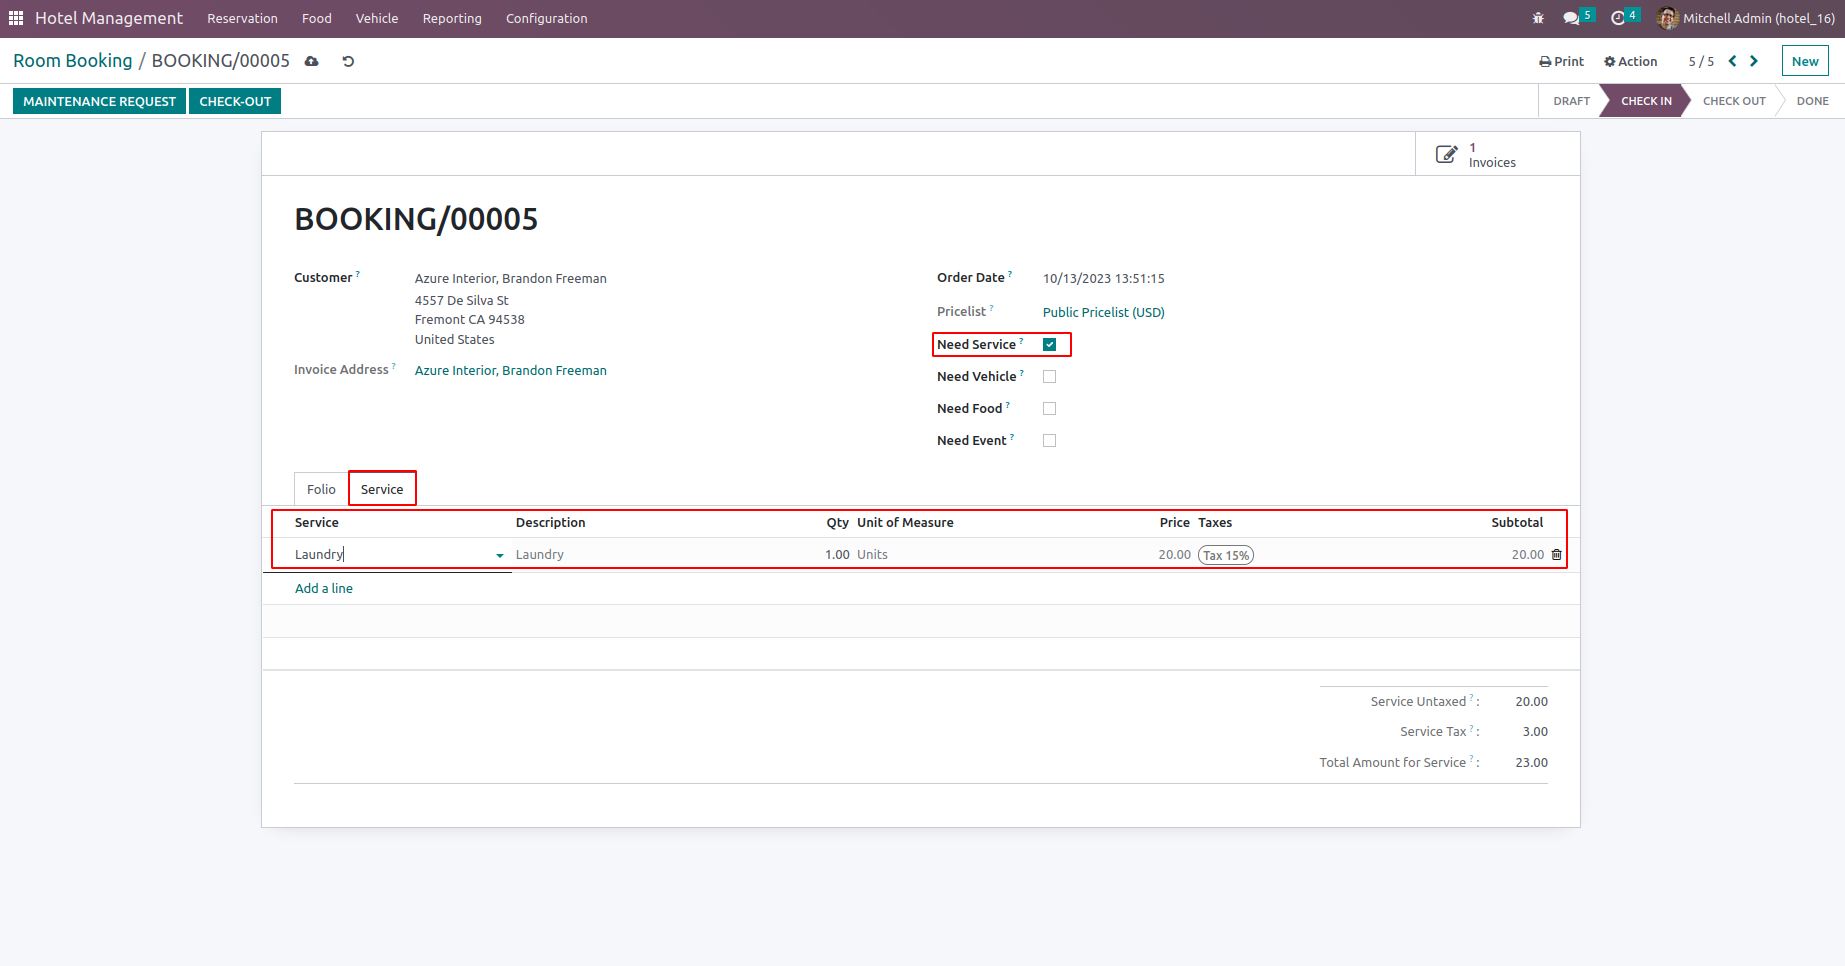 Hotel Management Reservation Food Vehicle Reporting Configuration 5 4 Mitchell Admin (hotel_16)
Room Booking / BOOKING/00005 Print Action 5 / 5 New
MAINTENANCE REQUEST CHECK-OUT DRAFT CHECK IN CHECK OUT DONE
1
Invoices
BOOKING/00005
Customer ? Azure Interior, Brandon Freeman
4557 De Silva St
Fremont CA 94538
United States
Invoice Address ? Azure Interior, Brandon Freeman
Order Date ? 10/13/2023 13:51:15
Pricelist ? Public Pricelist (USD)
Need Service ?
Need Vehicle ?
Need Food ?
Need Event ?
Folio Service
Service Description Qty Unit of Measure Price Taxes Subtotal
Laundry Laundry 1.00 Units 20.00 Tax 15% 20.00
Add a line
Service Untaxed ? : 20.00
Service Tax ? : 3.00
Total Amount for Service ? : 23.00